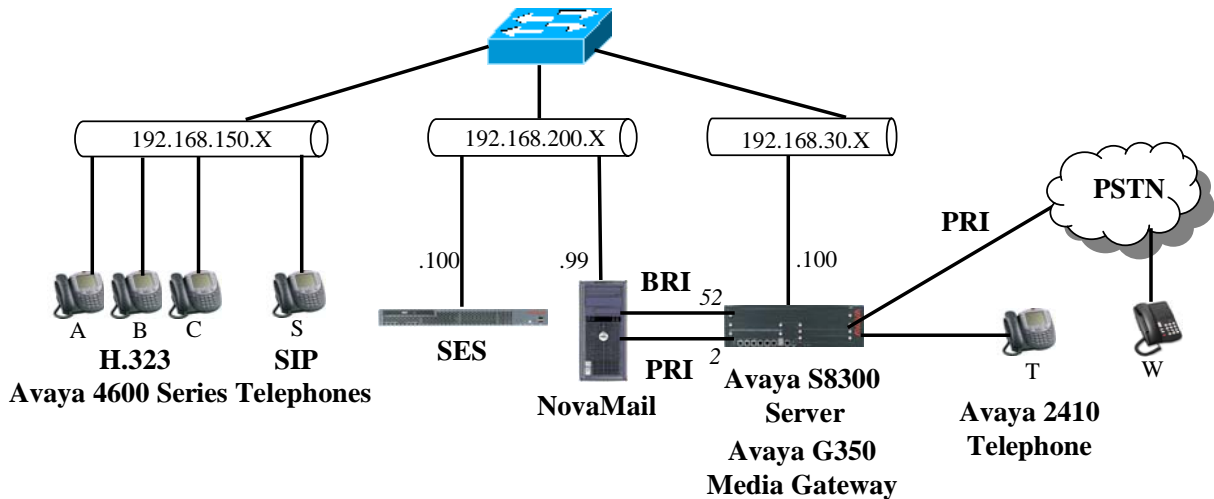 192.168.150.X
192.168.200.X
192.168.30.X
PSTN
PRI
.100
.99
.100
BRI
52
A
B
C
S
H.323
SIP
Avaya 4600 Series Telephones
SES
PRI
2
NovaMail
Avaya S8300
Server
Avaya G350
Media Gateway
T
W
Avaya 2410
Telephone